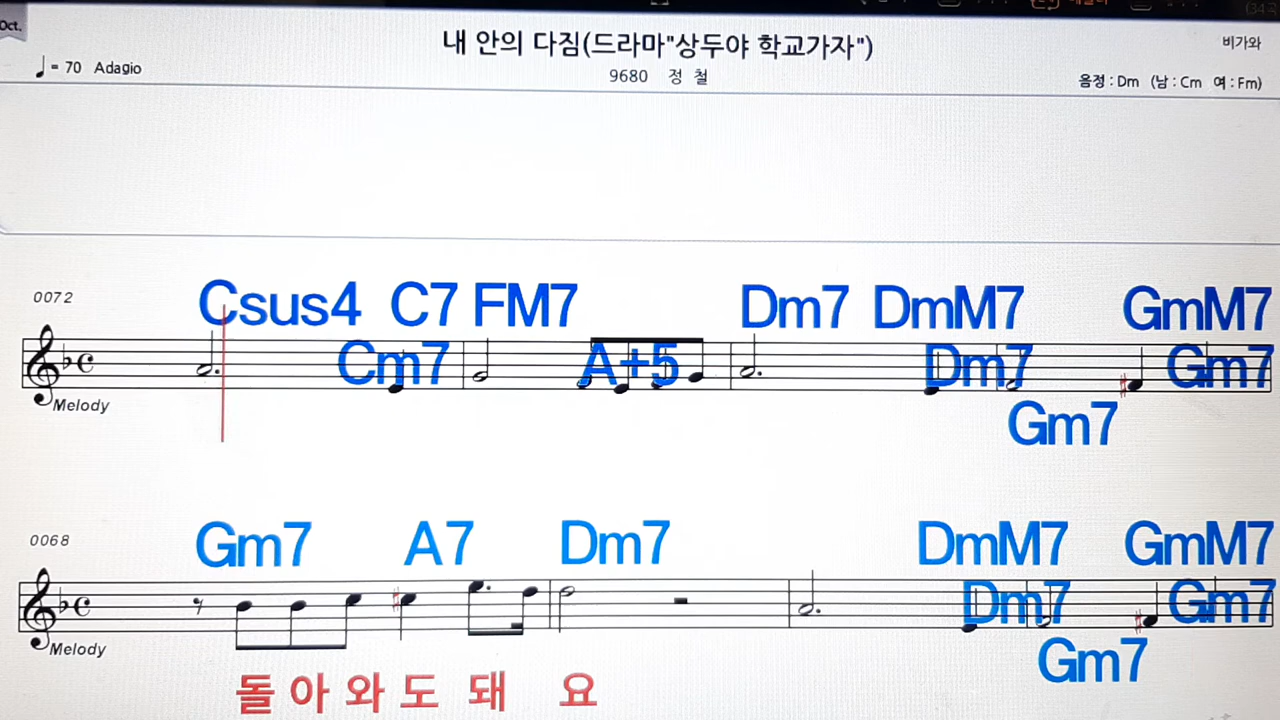 Oct.
내 안의 다짐(드라마"상두야 학교가자")
비가와
= 70 Adagio
9680 정 철
음정 : Dm (남 : Cm 여 : Fm)
0072
Csus4 C7 FM7 Dm7 DmM7 GmM7
Cm7 A+5 Dm7 Gm7
Melody
Gm7
0068
Gm7 A7 Dm7 DmM7 GmM7
Dm7 Gm7
Melody
Gm7
돌 아 와 도 돼 요